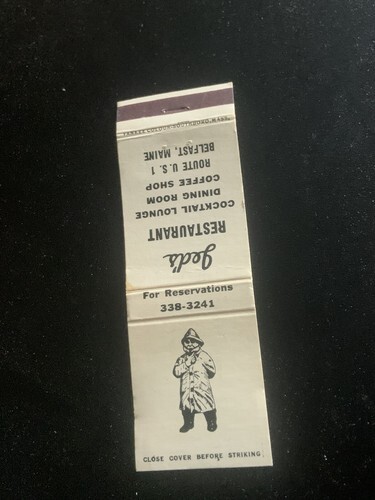 Jed's
RESTAURANT
COCKTAIL LOUNGE
DINING ROOM
COFFEE SHOP
ROUTE U.S. 1
BELFAST, MAINE
For Reservations
338-3241
CLOSE COVER BEFORE STRIKING